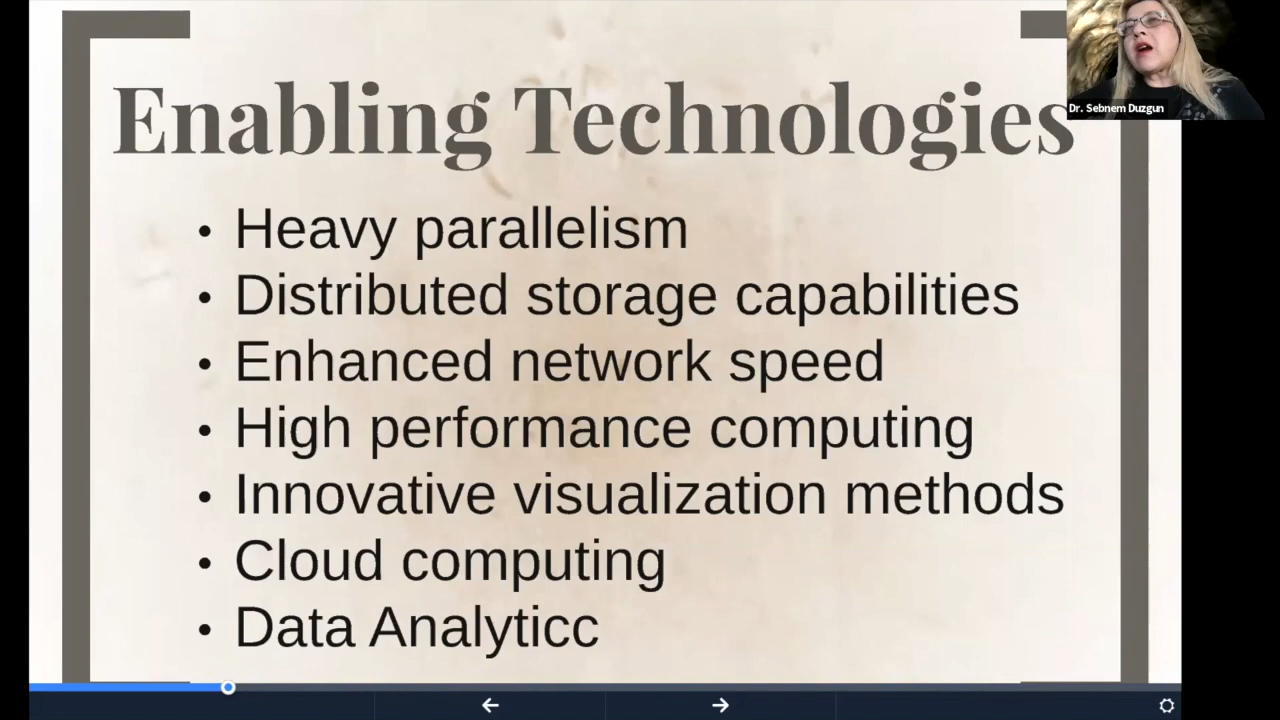 Enabling Technologies
Dr. Sebnem Duzgun
• Heavy parallelism
• Distributed storage capabilities
• Enhanced network speed
• High performance computing
• Innovative visualization methods
• Cloud computing
• Data Analyticc